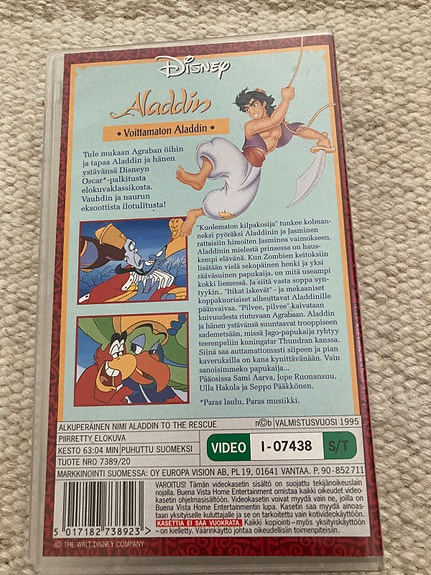 Disney
Aladdin
• Voittamaton Aladdin •
Tule mukaan Agraban öihin
ja tapaa Aladdin ja hänen
ystävänsä Disneyn
Oscar*-palkitusta
elokuvaklassikosta.
Vauhdin ja naurun
eksoottista ilotulitusta!
"Kuolematon kilpakosija" tunkee kolman-
neksi pyöräksi Aladdinin ja Jasminen
rattaisiin himoiten Jasminea vaimokseen.
Aladdinin mielestä prinsessa on haus-
kempi elävänä. Kun Zombien keitoksiin
lisätään vielä sekopäinen henki ja yksi
rääväsuinen papukaija, on mitä useampi
kokki liemessä. Ja siitä vasta soppa syn-
tyykin.. "Itikat iskevät" - ja mekaaniset
koppakuoriaiset aiheuttavat Aladdinille
päänvaivaa. "Pilvee, pilvee"-kaivataan
kuivuudesta riutuvaan Agrabaan. Aladdin
ja hänen ystävänsä suuntaavat trooppiseen
sademetsään, missä Jago-papukaija ryhtyy
teerenpeliin kuningatar Thundran kanssa.
Siinä saa auttamattomasti siipeen ja pian
kaveruksilla on kana kynittävänään. Vain
sanoisimmeko papukaija...
Pääosissa Sami Aarva, Jope Ruonansuu,
Ulla Hakola ja Seppo Pääkkönen.
*Paras laulu, Paras musiikki.
ALKUPERÄINEN NIMI ALADDIN TO THE RESCUE
n©b VALMISTUSVUOSI 1995
PIIRRETTY ELOKUVA
KESTO 63:04 MIN PUHUTTU SUOMEKSI
TUOTE NRO 7389/20
VIDEO I-07438 S/T
MARKKINOINTI SUOMESSA: OY EUROPA VISION AB, PL 19, 01641 VANTAA. P. 90-852711
VAROITUS! Tämän videokasetin sisältö on suojattu tekijänoikeuslain
nojalla. Buena Vista Home Entertainment omistaa kaikki oikeudet video-
kasetin ohjelmasisältöön. Videokasetin voivat myydä vain ne, joilla on
Buena Vista Home Entertainmentin lupa. Kasetin saa myydä ainoas-
taan yksityiselle kuluttajalle ja se on tarkoitettu vain kotivideokäyttöön.
KASETTIA EI SAA VUOKRATA. Kaikki kopiointi – myös yksityiskäyttöön
– on kielletty. Väärinkäyttö johtaa oikeudellisiin toimenpiteisiin.
5 017182 738923 >
© THE WALT DISNEY COMPANY